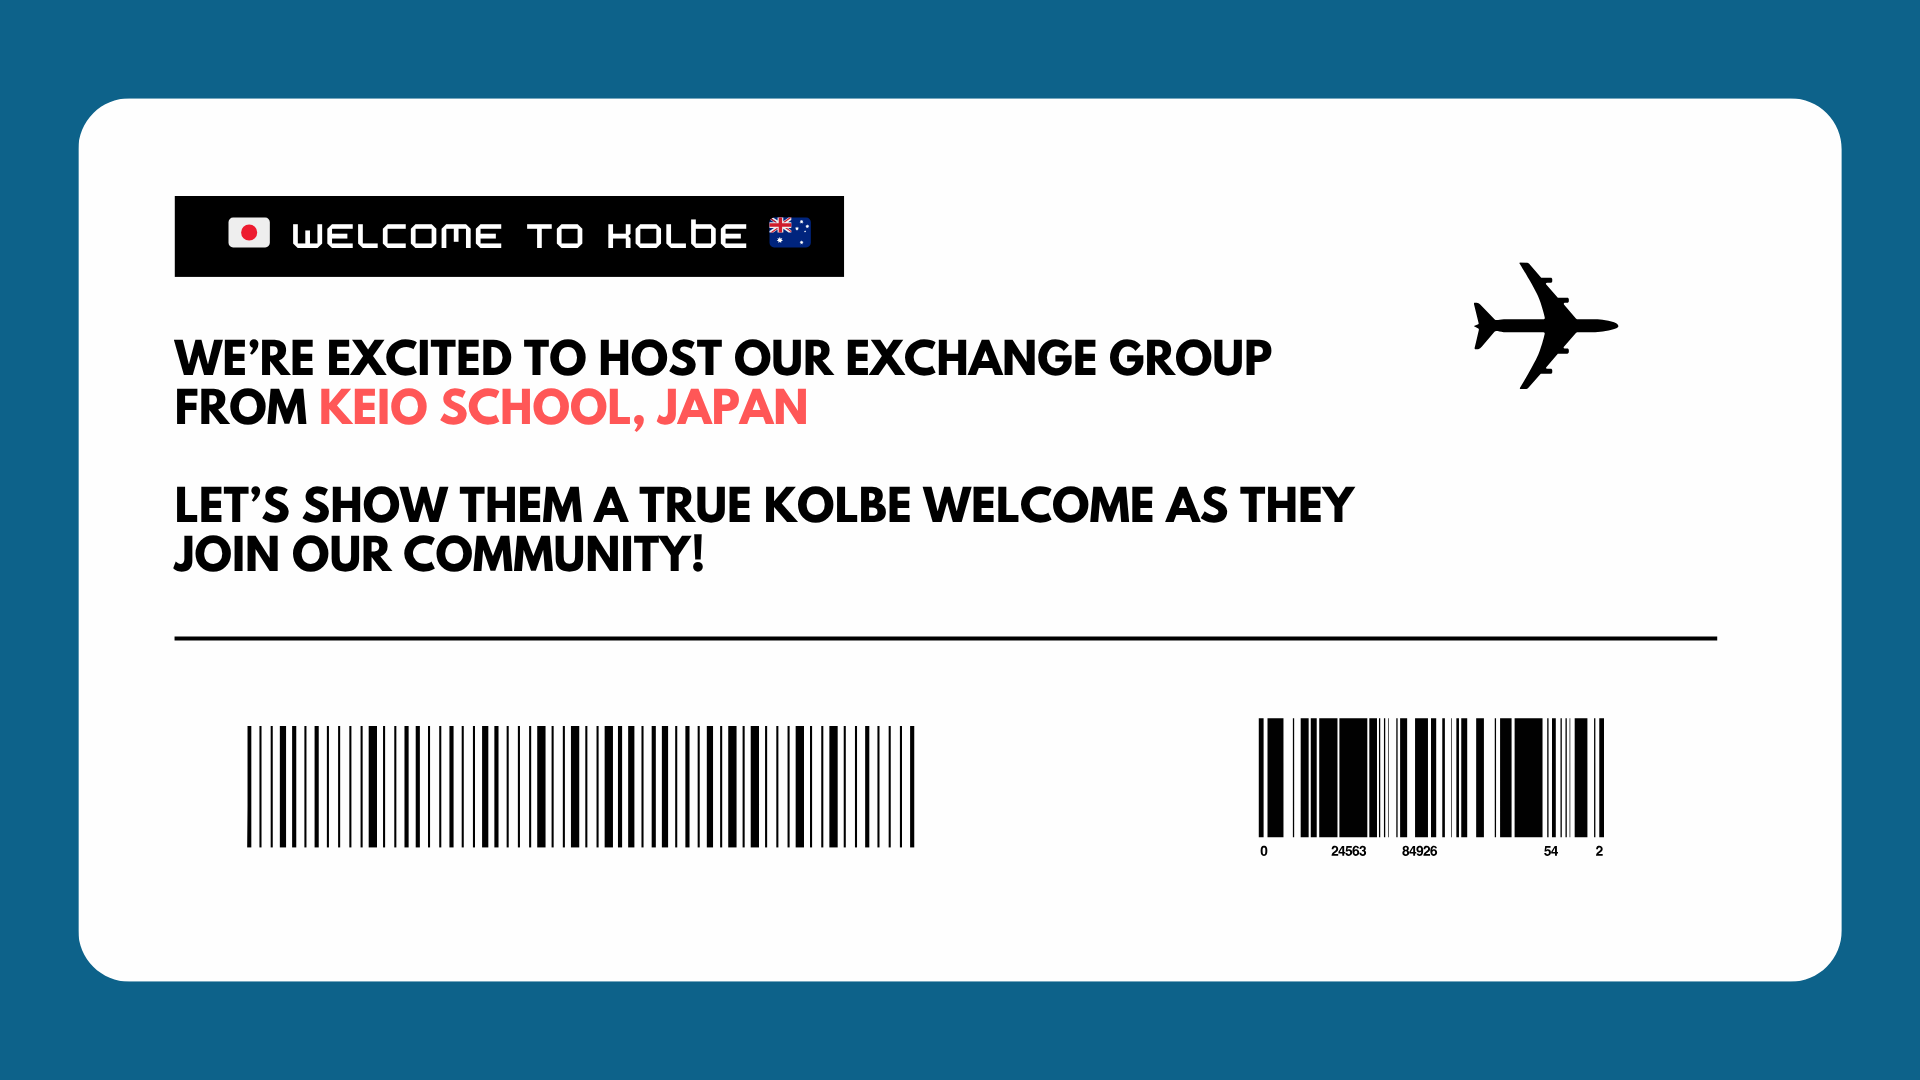 🇯🇵 WELCOME TO KOLBE 🇦🇺
WE’RE EXCITED TO HOST OUR EXCHANGE GROUP
FROM KEIO SCHOOL, JAPAN
LET’S SHOW THEM A TRUE KOLBE WELCOME AS THEY
JOIN OUR COMMUNITY!
0 24563 84926 54 2